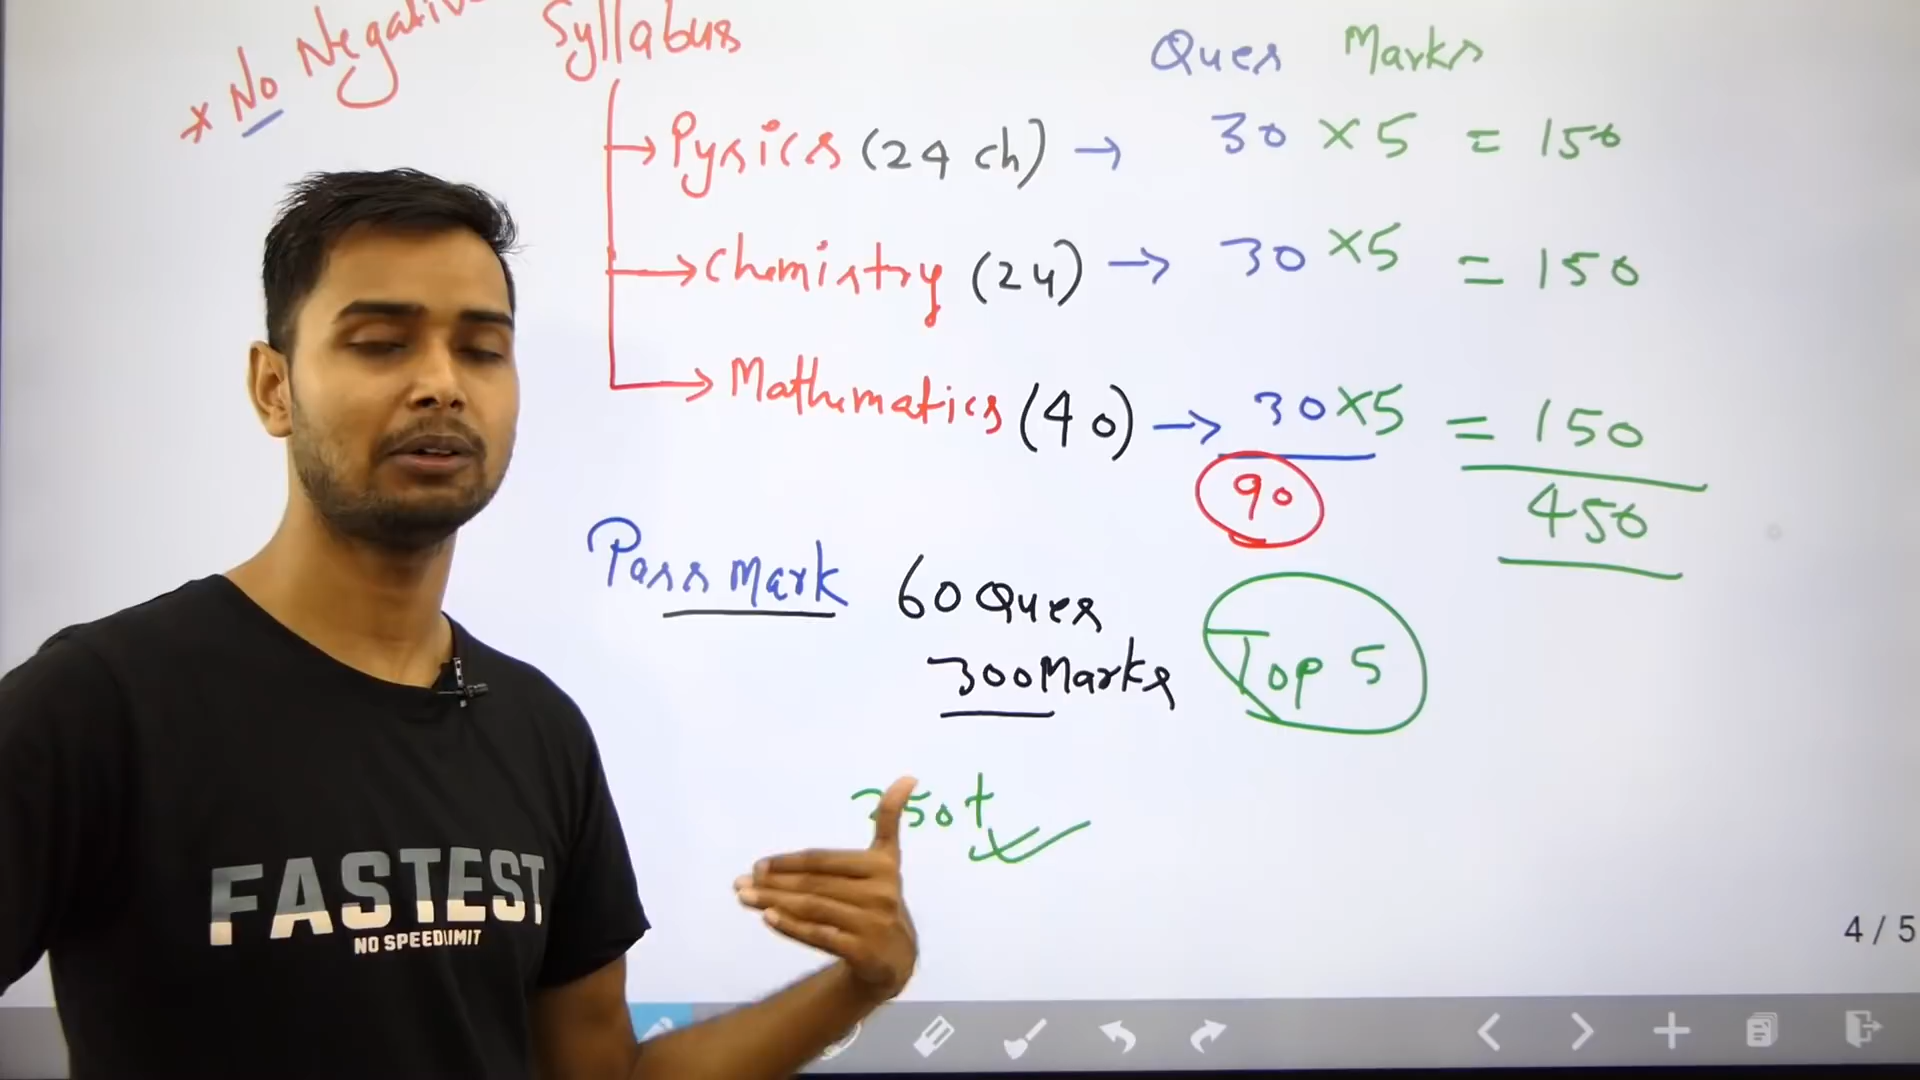 * No Negative
Syllabus
Ques Marks
→ Pysics (24 ch) → 30 × 5 = 150
→ Chemistry (24) → 30 × 5 = 150
→ Mathematics (40) → 30 × 5 = 150
90
450
Pass Mark 60 Ques
300 Marks
Top 5
350+
FASTEST
NO SPEED LIMIT
4 / 5